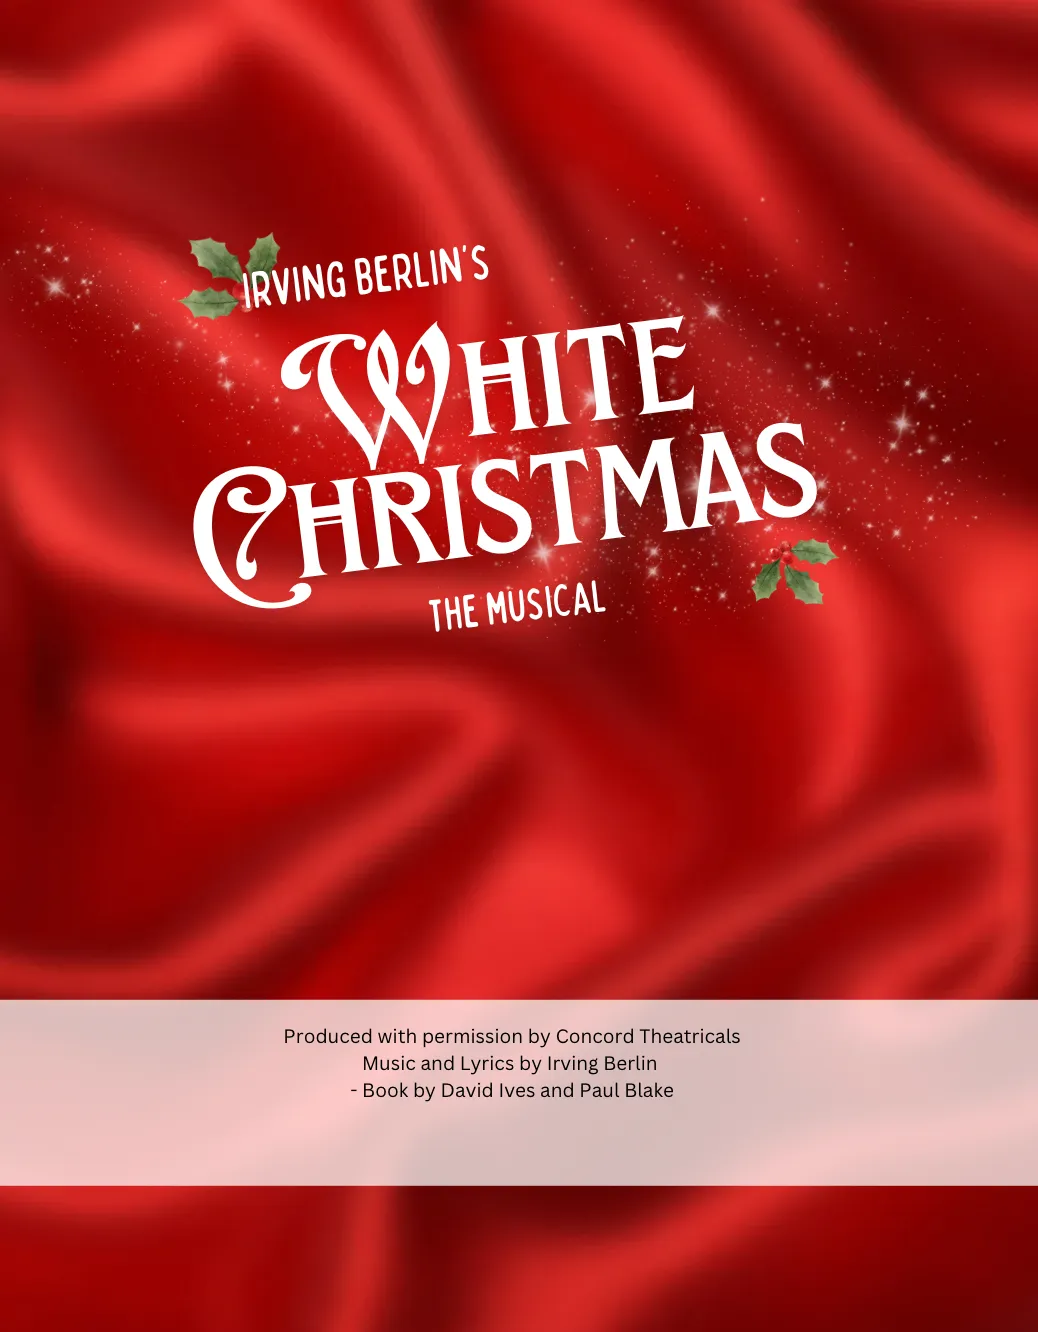 IRVING BERLIN'S
WHITE
CHRISTMAS
THE MUSICAL
Produced with permission by Concord Theatricals
Music and Lyrics by Irving Berlin
- Book by David Ives and Paul Blake